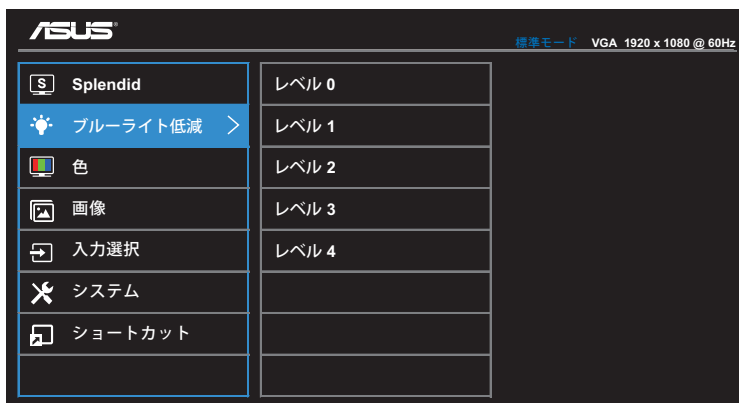 ASUS
標準モード VGA 1920 x 1080 @ 60Hz
S Splendid
ブルーライト低減
色
画像
入力選択
システム
ショートカット
レベル 0
レベル 1
レベル 2
レベル 3
レベル 4